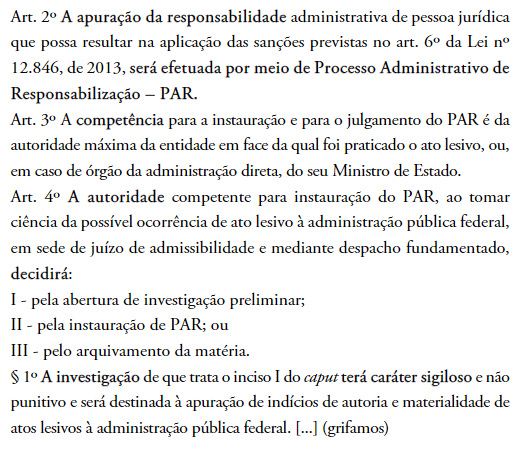 Art. 2º A apuração da responsabilidade administrativa de pessoa jurídica
que possa resultar na aplicação das sanções previstas no art. 6º da Lei nº
12.846, de 2013, será efetuada por meio de Processo Administrativo de
Responsabilização – PAR.
Art. 3º A competência para a instauração e para o julgamento do PAR é da
autoridade máxima da entidade em face da qual foi praticado o ato lesivo, ou,
em caso de órgão da administração direta, do seu Ministro de Estado.
Art. 4º A autoridade competente para instauração do PAR, ao tomar
ciência da possível ocorrência de ato lesivo à administração pública federal,
em sede de juízo de admissibilidade e mediante despacho fundamentado,
decidirá:
I - pela abertura de investigação preliminar;
II - pela instauração de PAR; ou
III - pelo arquivamento da matéria.
§ 1º A investigação de que trata o inciso I do caput terá caráter sigiloso e não
punitivo e será destinada à apuração de indícios de autoria e materialidade de
atos lesivos à administração pública federal. [...] (grifamos)